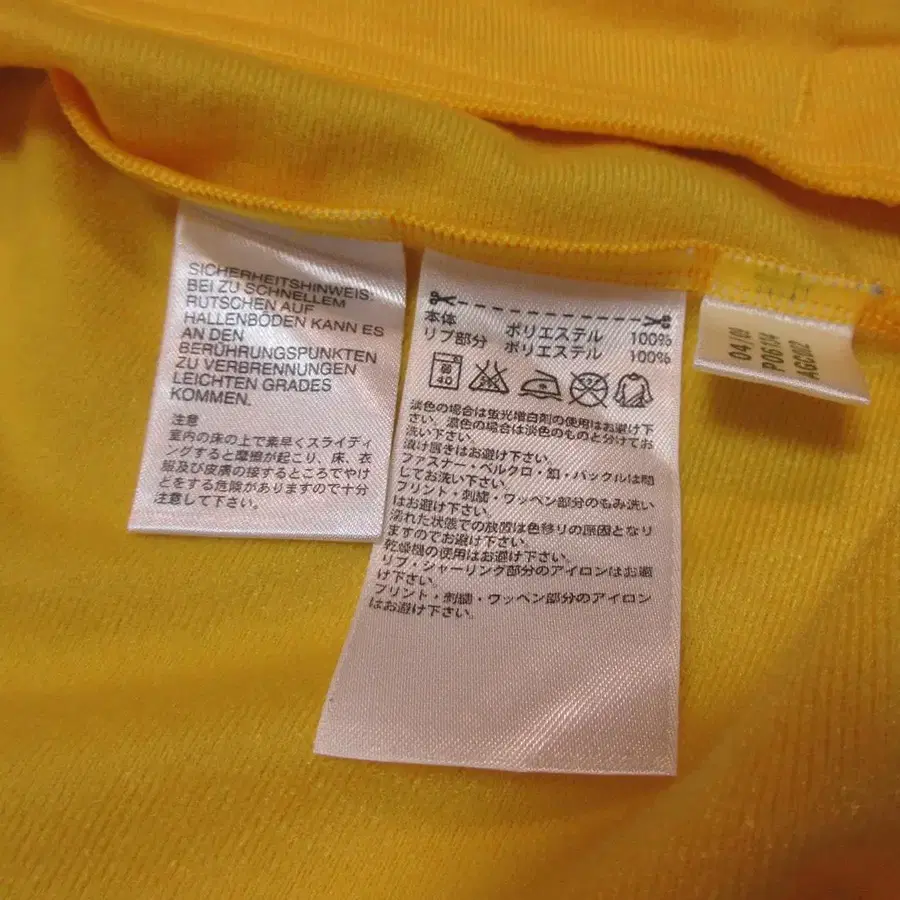 SICHERHEITSHINWEIS:
BEI ZU SCHNELLEM
RUTSCHEN AUF
HALLENBÖDEN KANN ES
AN DEN
BERÜHRUNGSPUNKTEN
ZU VERBRENNUNGEN
LEICHTEN GRADES
KOMMEN.
注意
室内の床の上で素早くスライディ
ングすると摩擦が起こり、床、衣
服及び皮膚の接するところでやけ
どをする危険がありますので十分
注意して下さい。
本体 ポリエステル 100%
リブ部分 ポリエステル 100%
40
淡色の場合は蛍光増白剤の使用はお避け下
さい。濃色の場合は淡色のものと分けてお
洗い下さい。
漬け置きはお避け下さい。
ファスナー・ベルクロ・釦・バックルは閉
じてお洗い下さい。
プリント・刺繍・ワッペン部分のもみ洗い
はお避け下さい。
濡れた状態での放置は色移りの原因となり
ますのでお避け下さい。
乾燥機の使用はお避け下さい。
リブ・シャーリング部分のアイロンはお避
け下さい。
プリント・刺繍・ワッペン部分のアイロン
はお避け下さい。
P06134
AGC002